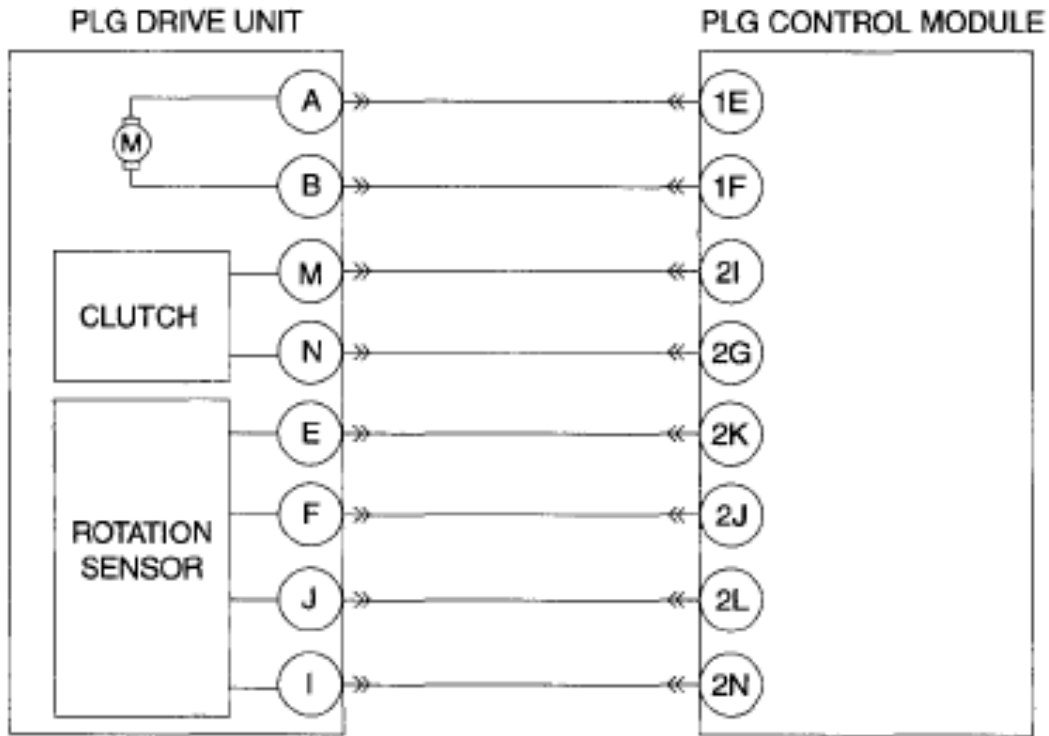 PLG DRIVE UNIT
PLG CONTROL MODULE
A
1E
M
B
1F
M
2I
CLUTCH
N
2G
E
2K
ROTATION
SENSOR
F
2J
J
2L
I
2N